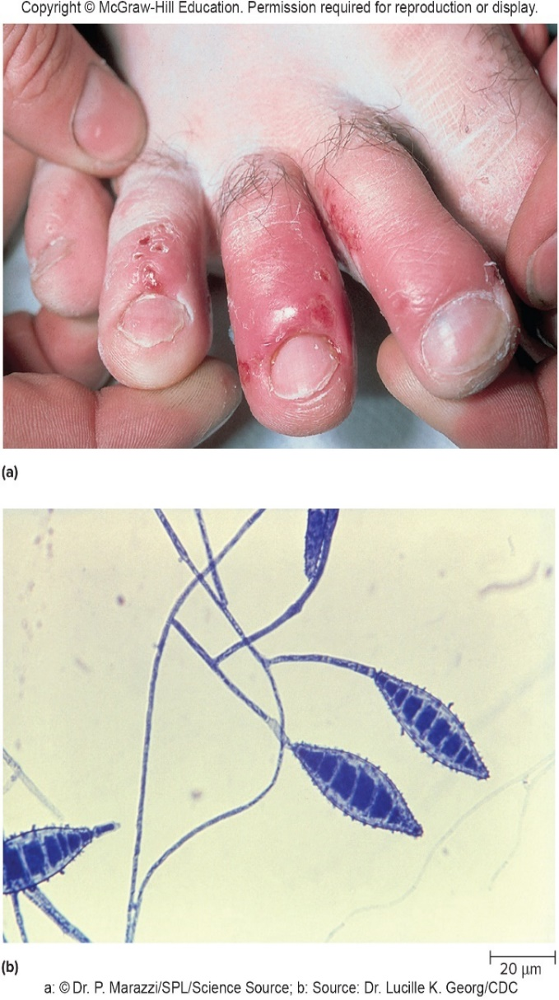 Copyright © McGraw-Hill Education. Permission required for reproduction or display.
(a)
(b)
20 μm
a: © Dr. P. Marazzi/SPL/Science Source; b: Source: Dr. Lucille K. Georg/CDC